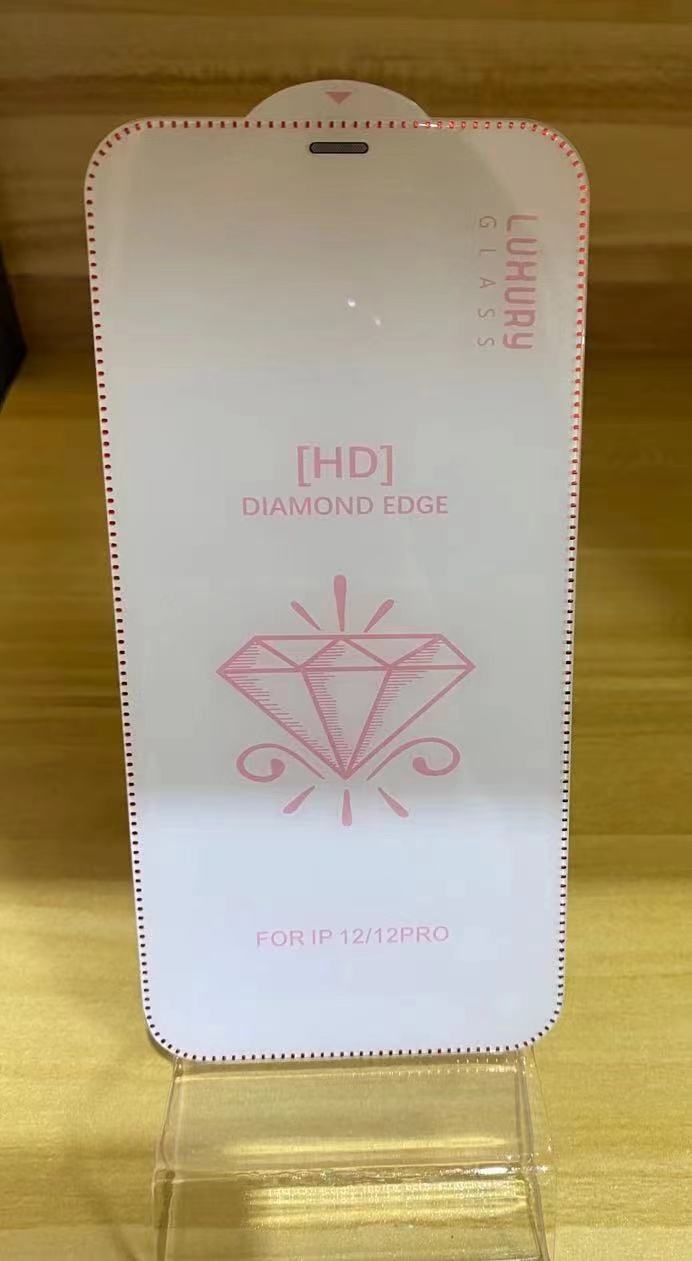 LUXURY
GLASS
[HD]
DIAMOND EDGE
FOR IP 12/12PRO